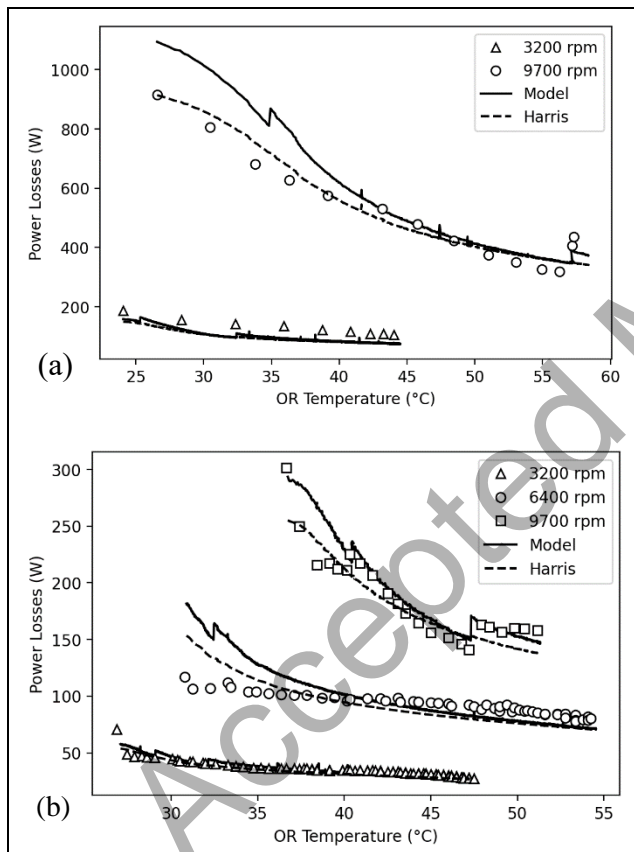 3200 rpm
9700 rpm
Model
Harris
1000
800
600
400
200
Power Losses (W)
25 30 35 40 45 50 55 60
OR Temperature (°C)
(a)
3200 rpm
6400 rpm
9700 rpm
Model
Harris
300
250
200
150
100
50
Power Losses (W)
30 35 40 45 50 55
OR Temperature (°C)
(b)
Accepted M